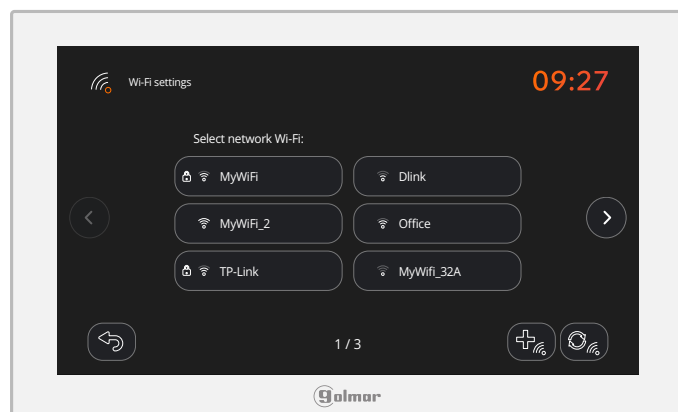 Wi-Fi settings
09:27
Select network Wi-Fi:
MyWiFi
Dlink
MyWiFi_2
Office
TP-Link
MyWifi_32A
1 / 3
golmar